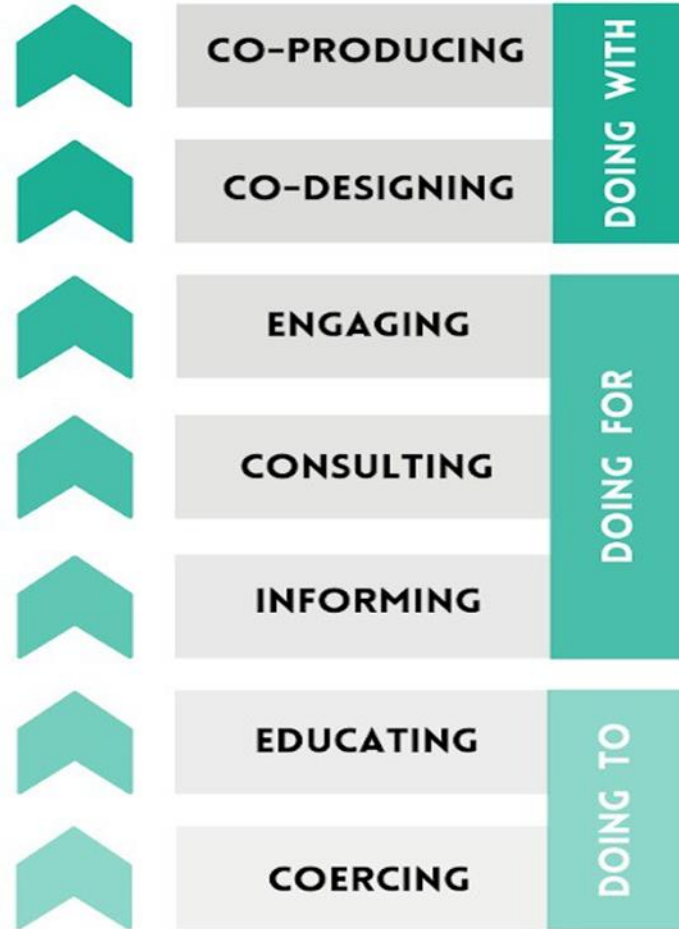 CO-PRODUCING
CO-DESIGNING
DOING WITH
ENGAGING
CONSULTING
INFORMING
DOING FOR
EDUCATING
COERCING
DOING TO